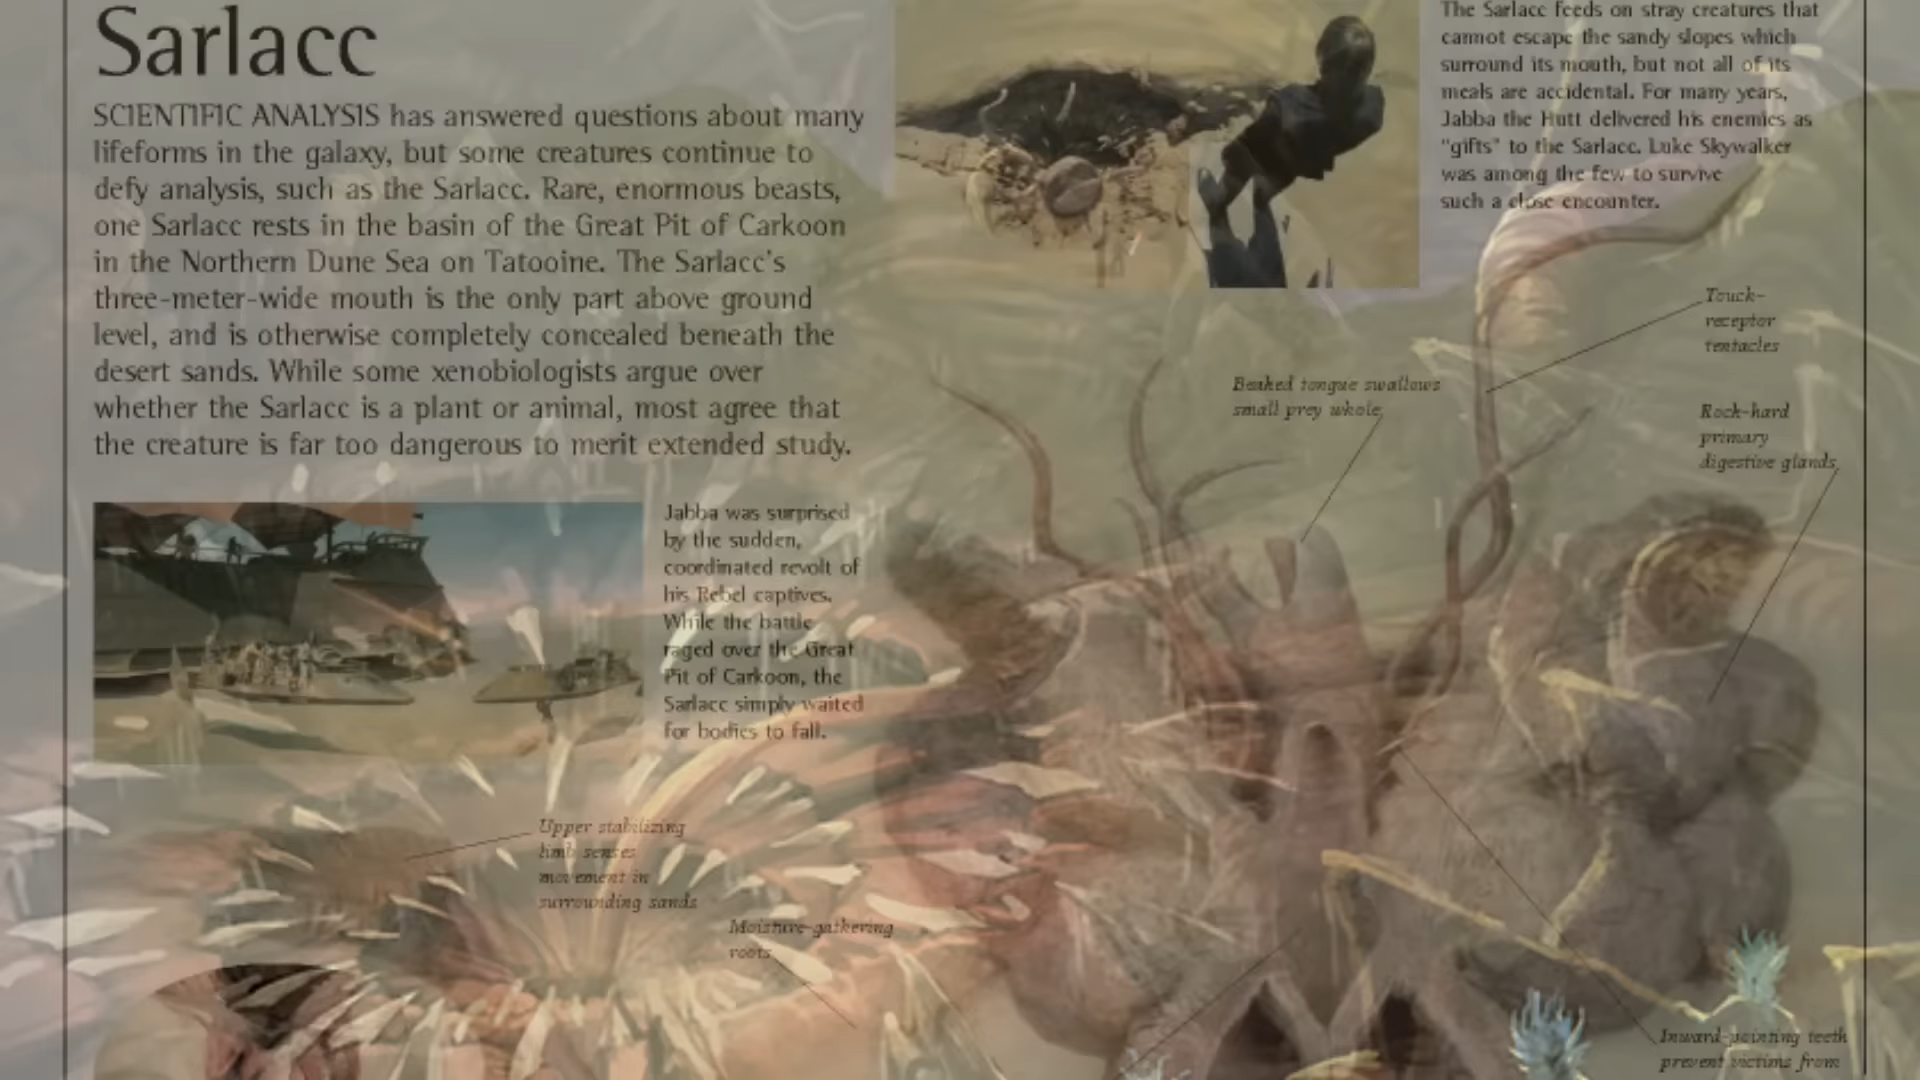 Sarlacc
SCIENTIFIC ANALYSIS has answered questions about many
lifeforms in the galaxy, but some creatures continue to
defy analysis, such as the Sarlacc. Rare, enormous beasts,
one Sarlacc rests in the basin of the Great Pit of Carkoon
in the Northern Dune Sea on Tatooine. The Sarlacc's
three-meter-wide mouth is the only part above ground
level, and is otherwise completely concealed beneath the
desert sands. While some xenobiologists argue over
whether the Sarlacc is a plant or animal, most agree that
the creature is far too dangerous to merit extended study.
The Sarlacc feeds on stray creatures that
cannot escape the sandy slopes which
surround its mouth, but not all of its
meals are accidental. For many years,
Jabba the Hutt delivered his enemies as
"gifts" to the Sarlacc. Luke Skywalker
was among the few to survive
such a close encounter.
Touch-
receptor
tentacles
Beaked tongue swallows
small prey whole
Rock-hard
primary
digestive glands
Jabba was surprised
by the sudden,
coordinated revolt of
his Rebel captives.
While the battle
raged over the Great
Pit of Carkoon, the
Sarlacc simply waited
for bodies to fall.
Upper stabilizing
limb senses
movement in
surrounding sands
Moisture-gathering
roots
Inward-pointing teeth
prevent victims from